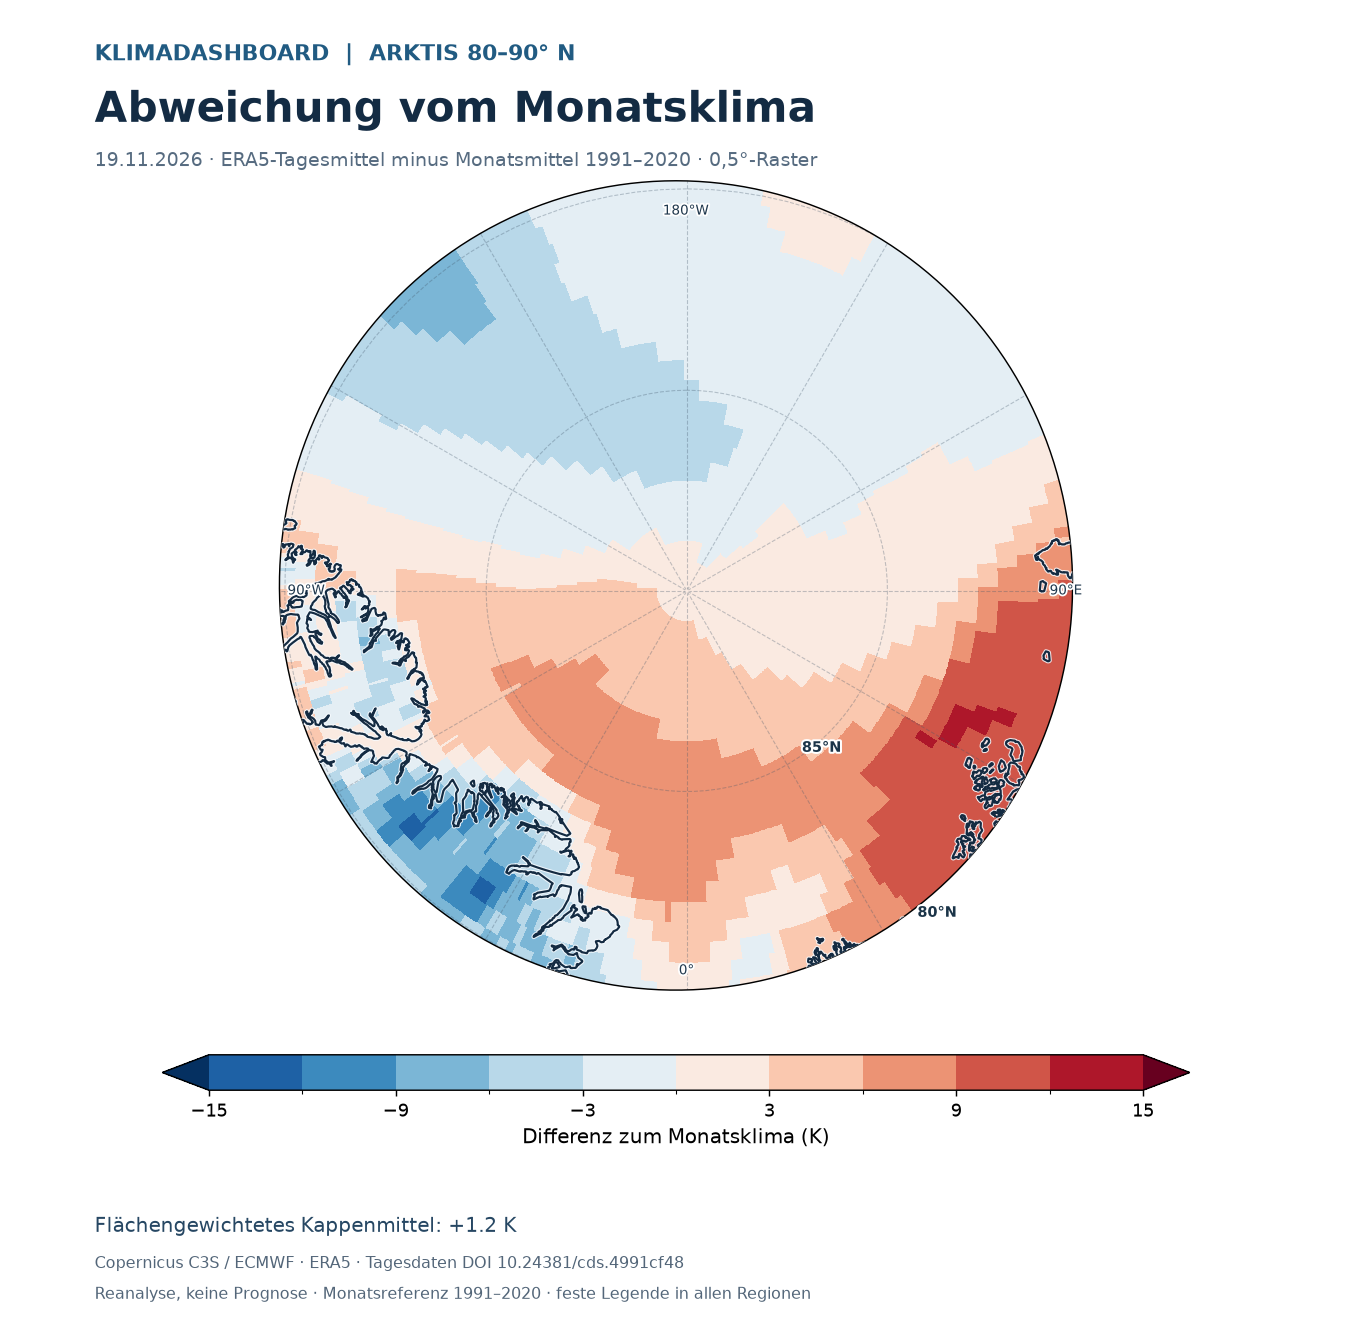 KLIMADASHBOARD | ARKTIS 80–90° N
Abweichung vom Monatsklima
19.11.2026 · ERA5-Tagesmittel minus Monatsmittel 1991–2020 · 0,5°-Raster
180°W
90°W
90°E
85°N
80°N
0°
−15 −9 −3 3 9 15
Differenz zum Monatsklima (K)
Flächengewichtetes Kappenmittel: +1.2 K
Copernicus C3S / ECMWF · ERA5 · Tagesdaten DOI 10.24381/cds.4991cf48
Reanalyse, keine Prognose · Monatsreferenz 1991–2020 · feste Legende in allen Regionen